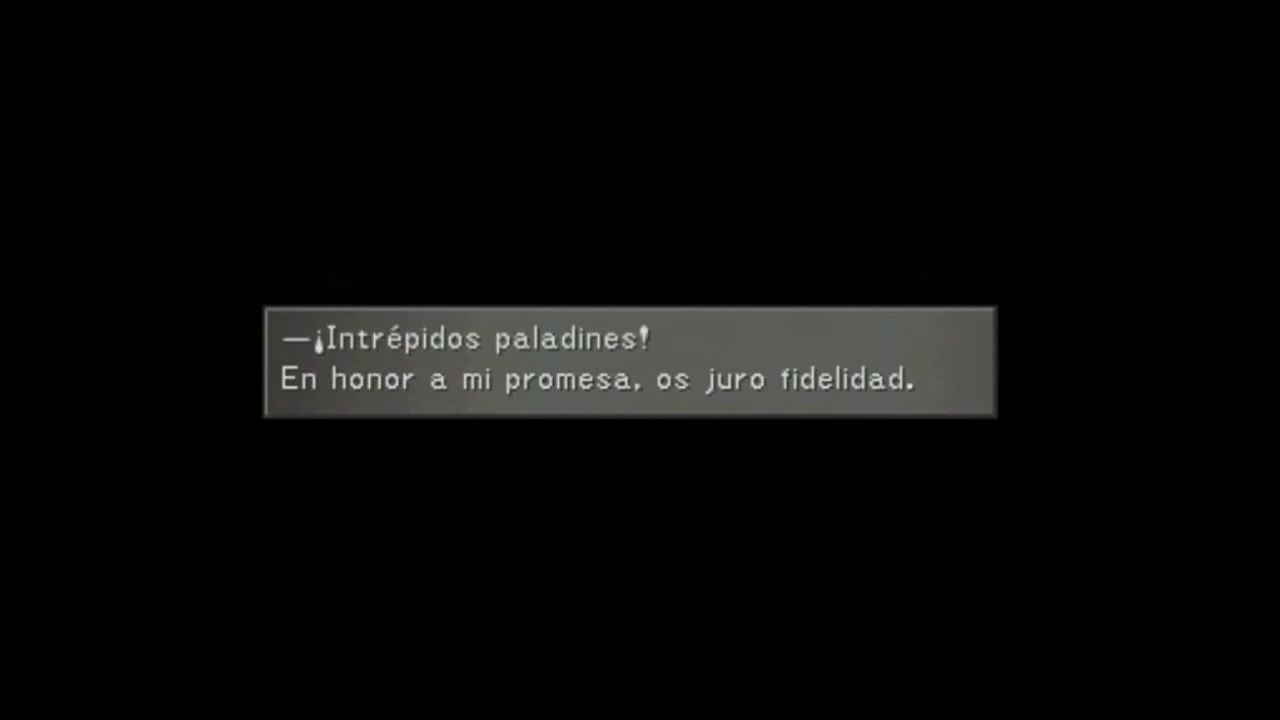 —¡Intrépidos paladines!
En honor a mi promesa, os juro fidelidad.